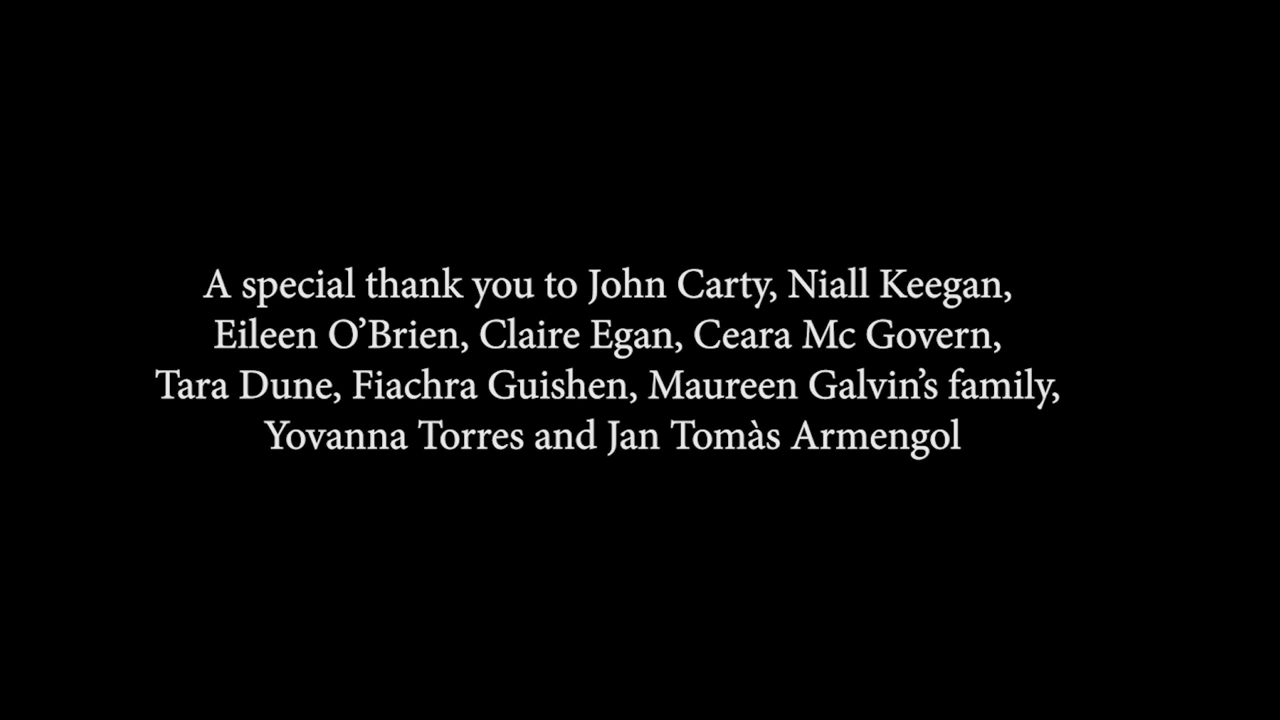 A special thank you to John Carty, Niall Keegan,
Eileen O’Brien, Claire Egan, Ceara Mc Govern,
Tara Dune, Fiachra Guishen, Maureen Galvin’s family,
Yovanna Torres and Jan Tomàs Armengol